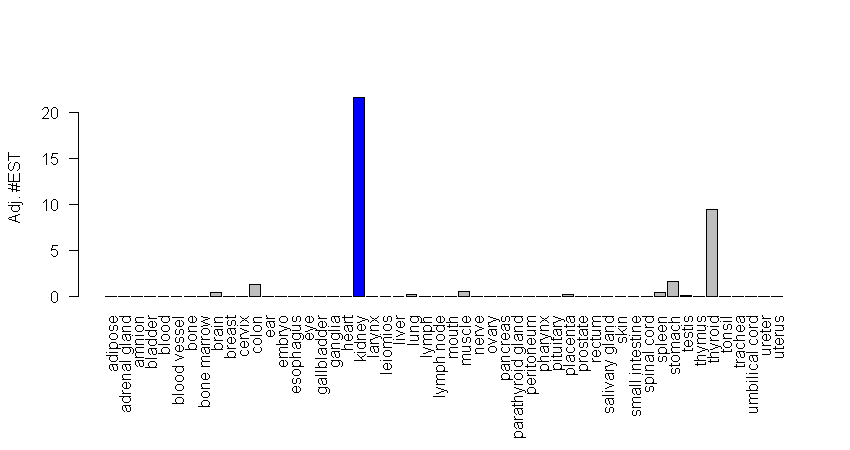 Adj. #EST
20
15
10
5
0
adipose
adrenal gland
amnion
bladder
blood
blood vessel
bone
bone marrow
brain
breast
cervix
colon
ear
embryo
esophagus
eye
gallbladder
ganglia
heart
kidney
larynx
leiomios
liver
lung
lymph
lymph node
mouth
muscle
nerve
ovary
pancreas
parathyroid gland
peritoneum
pharynx
pituitary
placenta
prostate
rectum
salivary gland
skin
small intestine
spinal cord
spleen
stomach
testis
thymus
thyroid
tonsil
trachea
umbilical cord
ureter
uterus